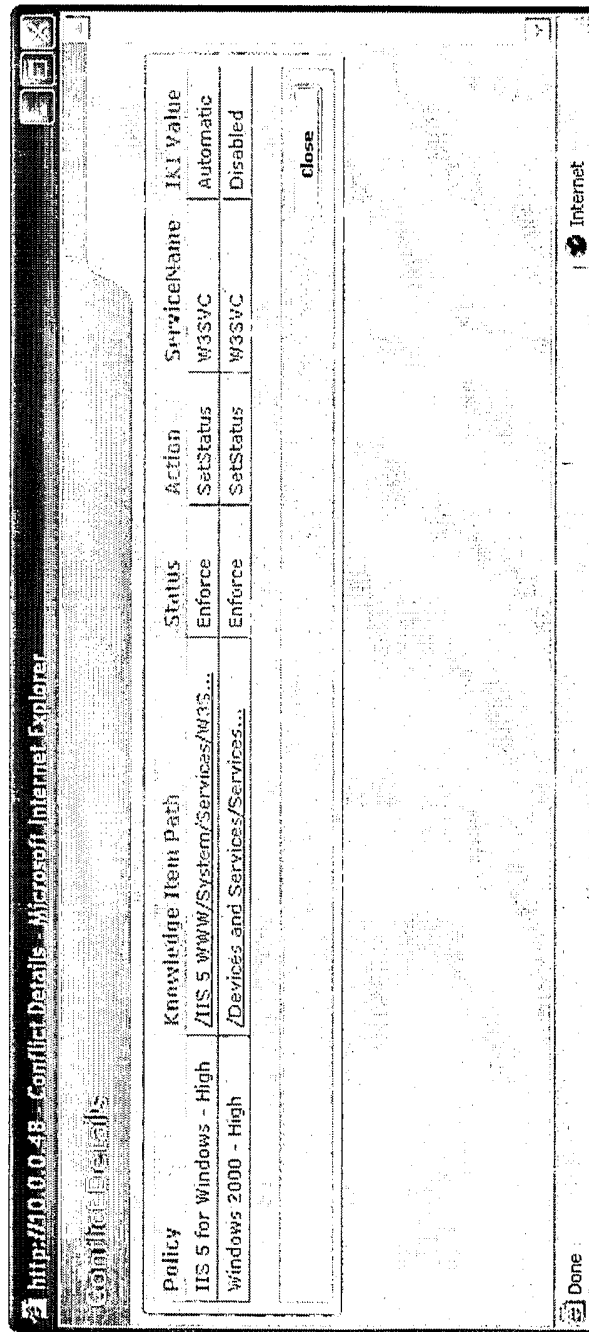 http://10.0.0.48 - Conflict Details - Microsoft Internet Explorer
Conflict Details
Policy Knowledge Item Path Status Action ServiceName IKI Value
IIS 5 for Windows - High /IIS 5 WWW/System/Services/W3S... Enforce SetStatus W3SVC Automatic
Windows 2000 - High /Devices and Services/Services... Enforce SetStatus W3SVC Disabled
Close
Done Internet